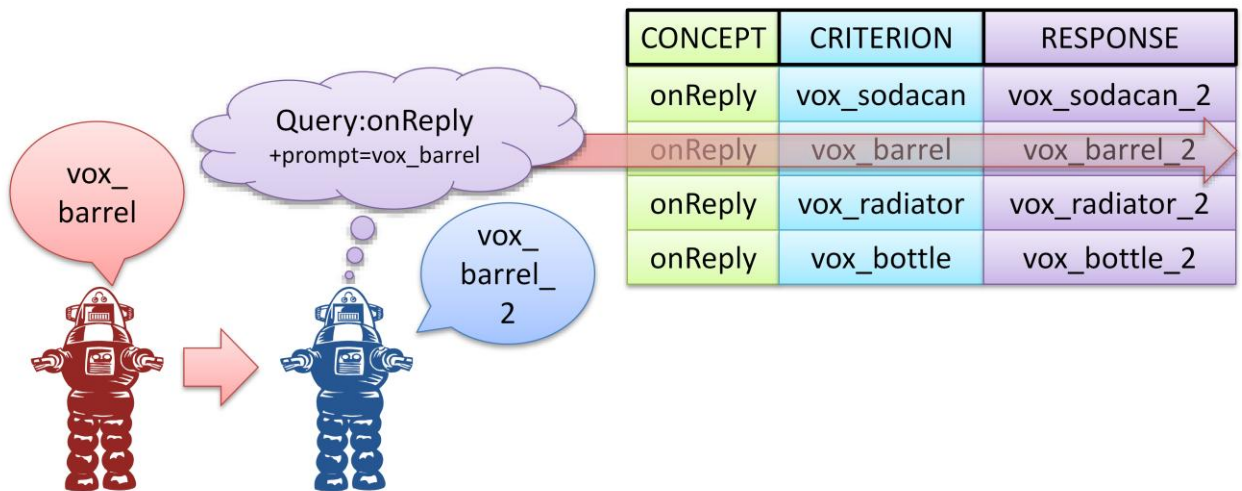 vox_
barrel
Query:onReply
+prompt=vox_barrel
vox_
barrel_
2
CONCEPT CRITERION RESPONSE
onReply vox_sodacan vox_sodacan_2
onReply vox_barrel vox_barrel_2
onReply vox_radiator vox_radiator_2
onReply vox_bottle vox_bottle_2